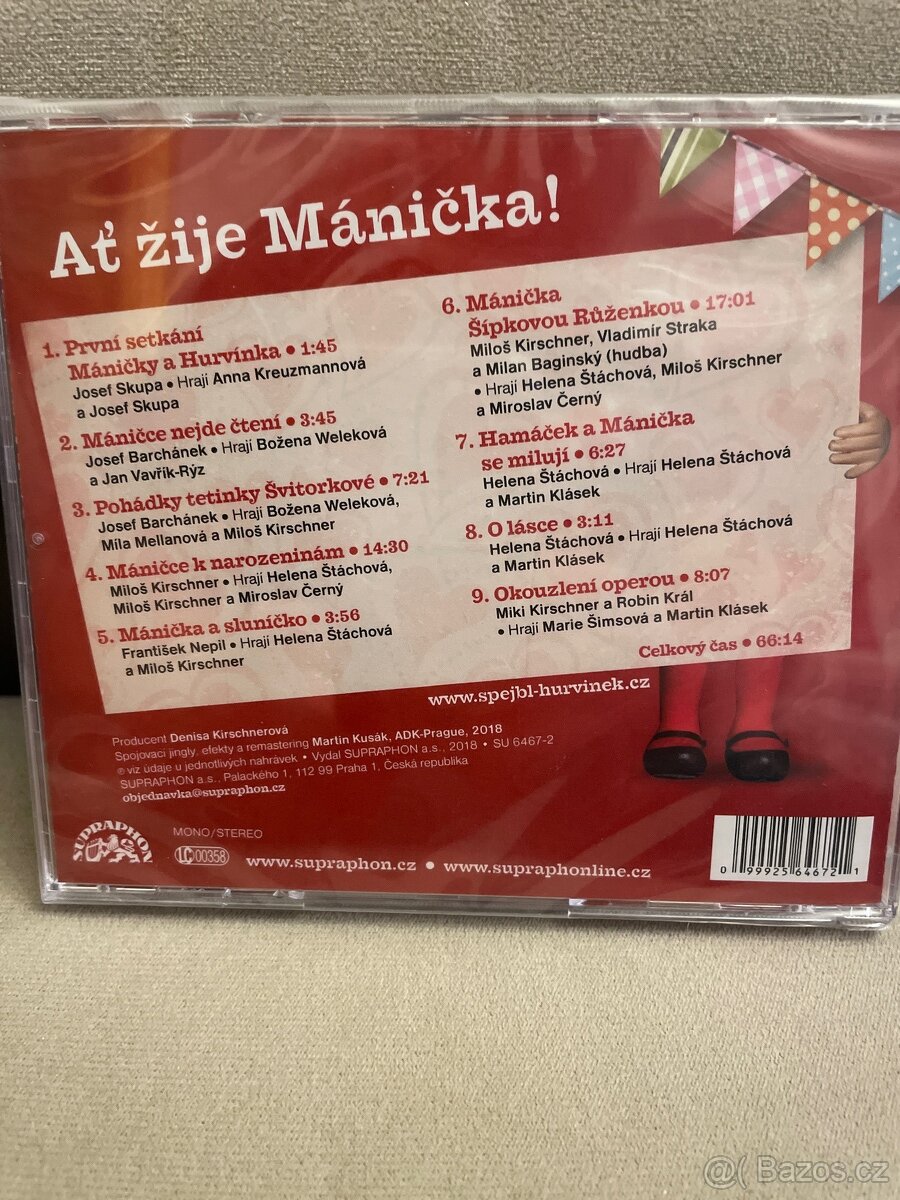 Ať žije Mánička!
1. První setkání
Máničky a Hurvínka • 1:45
Josef Skupa • Hrají Anna Kreuzmannová
a Josef Skupa
2. Máničce nejde čtení • 3:45
Josef Barchánek • Hrají Božena Weleková
a Jan Vavřík-Rýz
3. Pohádky tetinky Švitorkové • 7:21
Josef Barchánek • Hrají Božena Weleková,
Míla Mellanová a Miloš Kirschner
4. Máničce k narozeninám • 14:30
Miloš Kirschner • Hrají Helena Štáchová,
Miloš Kirschner a Miroslav Černý
5. Mánička a sluníčko • 3:56
František Nepil • Hrají Helena Štáchová
a Miloš Kirschner
6. Mánička
Šípkovou Růženkou • 17:01
Miloš Kirschner, Vladimír Straka
a Milan Baginský (hudba)
• Hrají Helena Štáchová, Miloš Kirschner
a Miroslav Černý
7. Hamáček a Mánička
se milují • 6:27
Helena Štáchová • Hrají Helena Štáchová
a Martin Klásek
8. O lásce • 3:11
Helena Štáchová • Hrají Helena Štáchová
a Martin Klásek
9. Okouzlení operou • 8:07
Miki Kirschner a Robin Král
• Hrají Marie Šimsová a Martin Klásek
Celkový čas • 66:14
www.spejbl-hurvinek.cz
Producent Denisa Kirschnerová
Spojovací jingly, efekty a remastering Martin Kusák, ADK-Prague, 2018
℗ viz údaje u jednotlivých nahrávek • Vydal SUPRAPHON a.s., 2018 • SU 6467-2
SUPRAPHON a.s., Palackého 1, 112 99 Praha 1, Česká republika
objednavka@supraphon.cz
SUPRAPHON
MONO/STEREO
LC 00358
www.supraphon.cz • www.supraphonline.cz
0 99925 64672 1
@( Bazos.cz